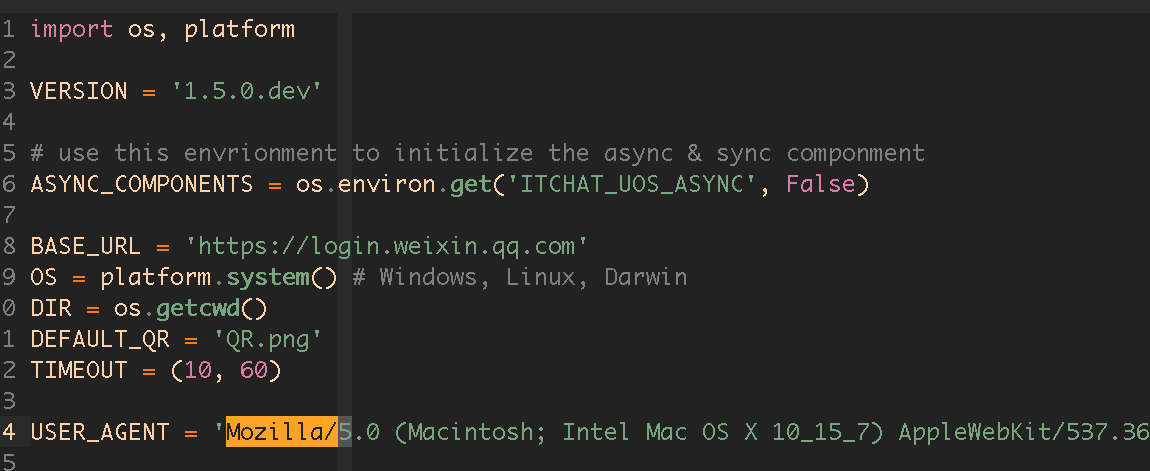 1 import os, platform
2
3 VERSION = '1.5.0.dev'
4
5 # use this envrionment to initialize the async & sync componment
6 ASYNC_COMPONENTS = os.environ.get('ITCHAT_UOS_ASYNC', False)
7
8 BASE_URL = 'https://login.weixin.qq.com'
9 OS = platform.system() # Windows, Linux, Darwin
0 DIR = os.getcwd()
1 DEFAULT_QR = 'QR.png'
2 TIMEOUT = (10, 60)
3
4 USER_AGENT = 'Mozilla/5.0 (Macintosh; Intel Mac OS X 10_15_7) AppleWebKit/537.36
5